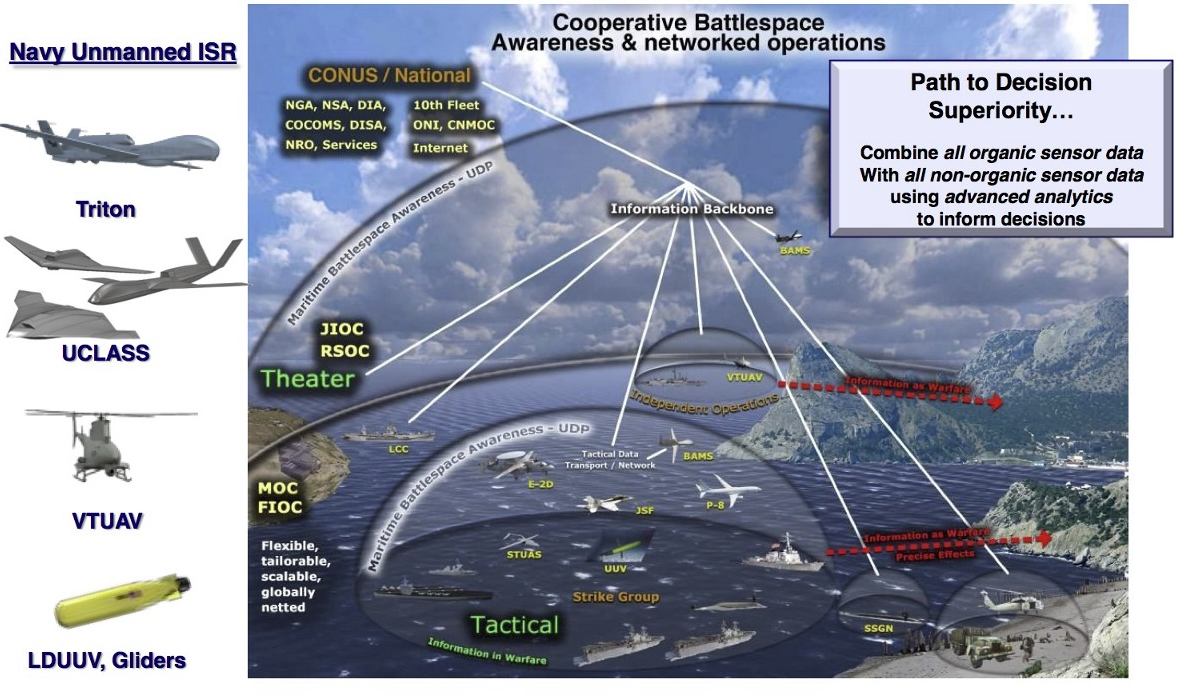 Navy Unmanned ISR
Triton
UCLASS
VTUAV
LDUUV, Gliders
Cooperative Battlespace
Awareness & networked operations
CONUS / National
NGA, NSA, DIA,
COCOMS, DISA,
NRO, Services
10th Fleet
ONI, CNMOC
Internet
Path to Decision
Superiority...
Combine all organic sensor data
With all non-organic sensor data
using advanced analytics
to inform decisions
Maritime Battlespace Awareness - UDP
Information Backbone
BAMS
JIOC
RSOC
Theater
VTUAV
Independent Operations
Information as Warfare
LCC
Maritime Battlespace Awareness - UDP
Tactical Data
Transport / Network
BAMS
E-2D
JSF
P-8
MOC
FIOC
Flexible,
tailorable,
scalable,
globally
netted
STUAS
UUV
Information as Warfare
Precise Effects
Strike Group
Tactical
Information in Warfare
SSGN